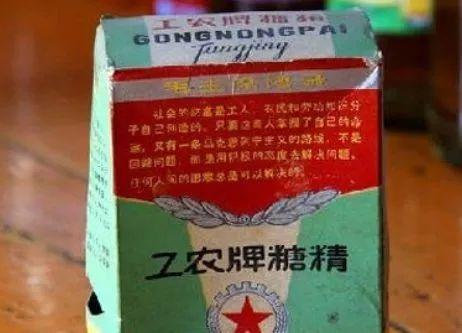 工农牌糖精
GONGNONGPAI
Tangjing
毛主席语录
社会的财富是工人、农民和劳动知识分
子自己创造的。只要这些人掌握了自己的命
运，又有一条马克思列宁主义的路线，不是
回避问题，而是用积极的态度去解决问题，
任何人间的困难总是可以解决的。
工农牌糖精